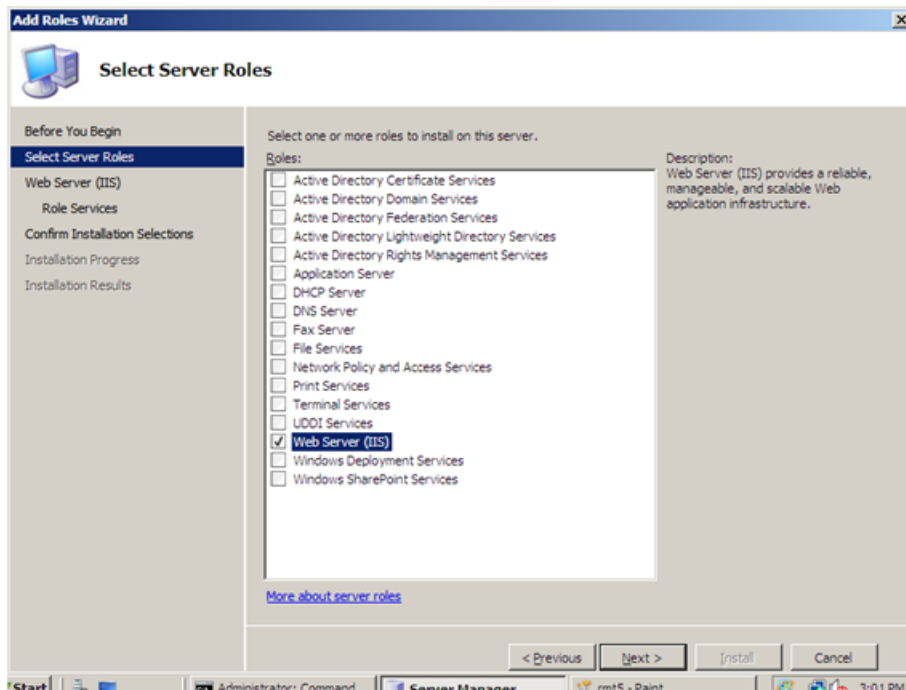 Add Roles Wizard
Select Server Roles
Before You Begin
Select Server Roles
Web Server (IIS)
Role Services
Confirm Installation Selections
Installation Progress
Installation Results
Select one or more roles to install on this server.
Roles:
Active Directory Certificate Services
Active Directory Domain Services
Active Directory Federation Services
Active Directory Lightweight Directory Services
Active Directory Rights Management Services
Application Server
DHCP Server
DNS Server
Fax Server
File Services
Network Policy and Access Services
Print Services
Terminal Services
UDDI Services
Web Server (IIS)
Windows Deployment Services
Windows SharePoint Services
More about server roles
Description:
Web Server (IIS) provides a reliable,
manageable, and scalable Web
application infrastructure.
< Previous
Next >
Install
Cancel
Start
Administrator: Command
Server Manager
rmt5 - Paint
3:01 PM